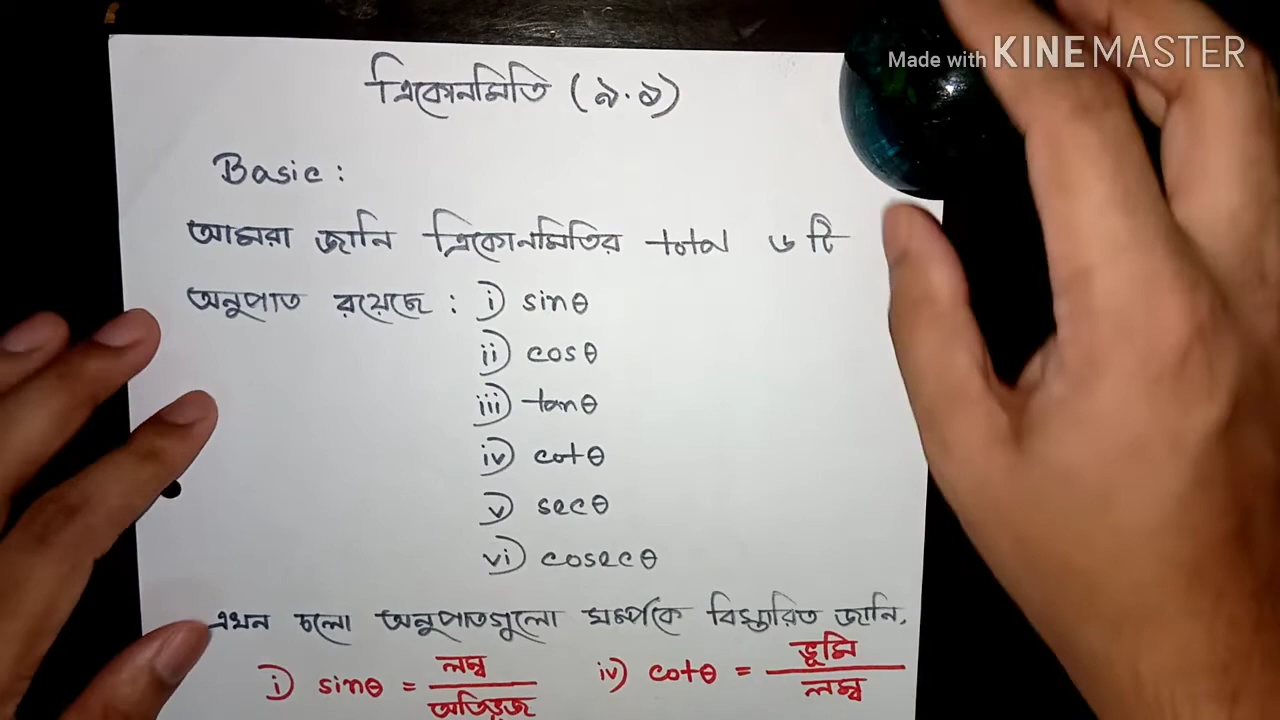 Made with KINEMASTER
ত্রিকোনমিতি (৯.১)
Basic :
আমরা জানি ত্রিকোনমিতির total ৬ টি
অনুপাত রয়েছে : i) sinθ
ii) cosθ
iii) tanθ
iv) cotθ
v) secθ
vi) cosecθ
এখন চলো অনুপাতগুলো সম্পর্কে বিস্তারিত জানি.
i) sinθ = লম্ব / অতিভুজ iv) cotθ = ভূমি / লম্ব